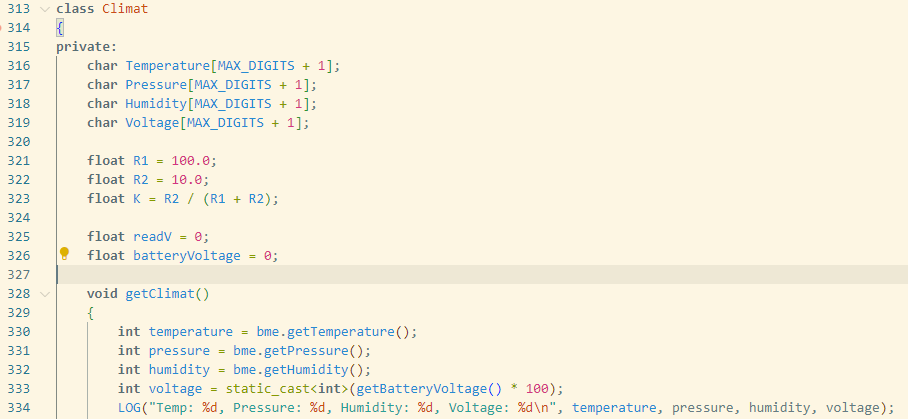 313 class Climat
314 {
315 private:
316     char Temperature[MAX_DIGITS + 1];
317     char Pressure[MAX_DIGITS + 1];
318     char Humidity[MAX_DIGITS + 1];
319     char Voltage[MAX_DIGITS + 1];
320
321     float R1 = 100.0;
322     float R2 = 10.0;
323     float K = R2 / (R1 + R2);
324
325     float readV = 0;
326     float batteryVoltage = 0;
327
328     void getClimat()
329     {
330         int temperature = bme.getTemperature();
331         int pressure = bme.getPressure();
332         int humidity = bme.getHumidity();
333         int voltage = static_cast<int>(getBatteryVoltage() * 100);
334         LOG("Temp: %d, Pressure: %d, Humidity: %d, Voltage: %d\n", temperature, pressure, humidity, voltage);